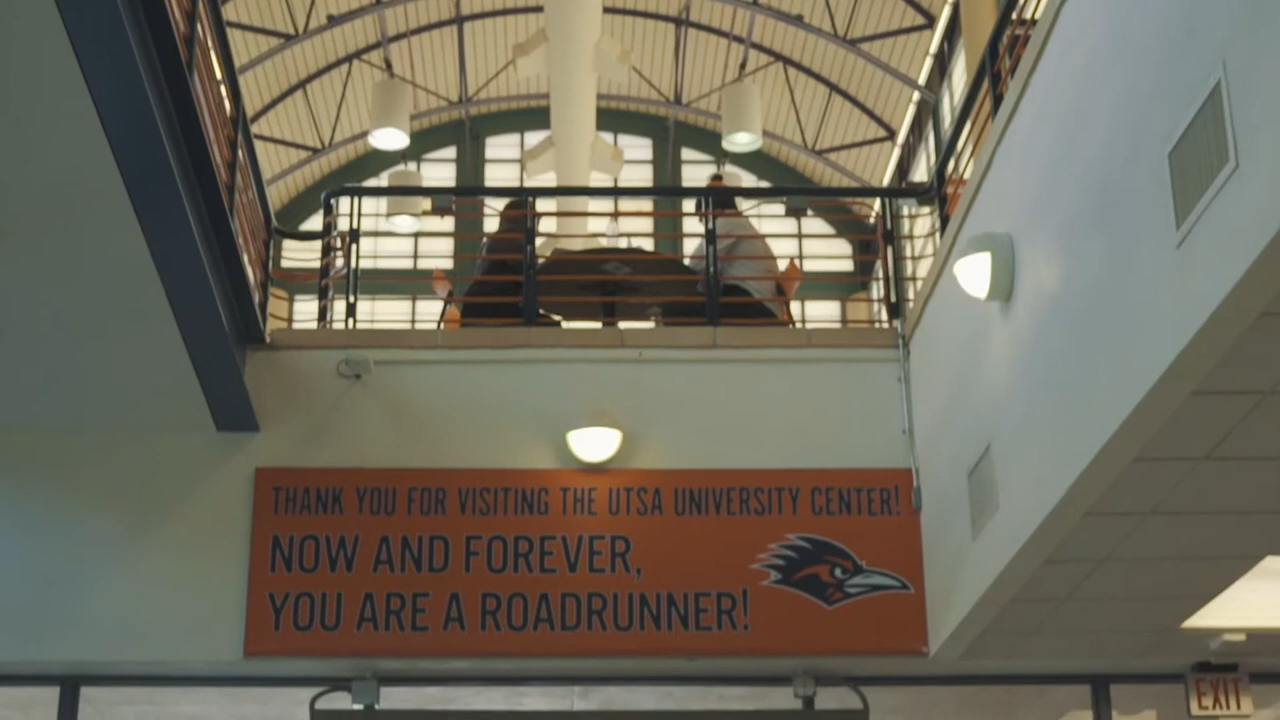 THANK YOU FOR VISITING THE UTSA UNIVERSITY CENTER!
NOW AND FOREVER,
YOU ARE A ROADRUNNER!
EXIT